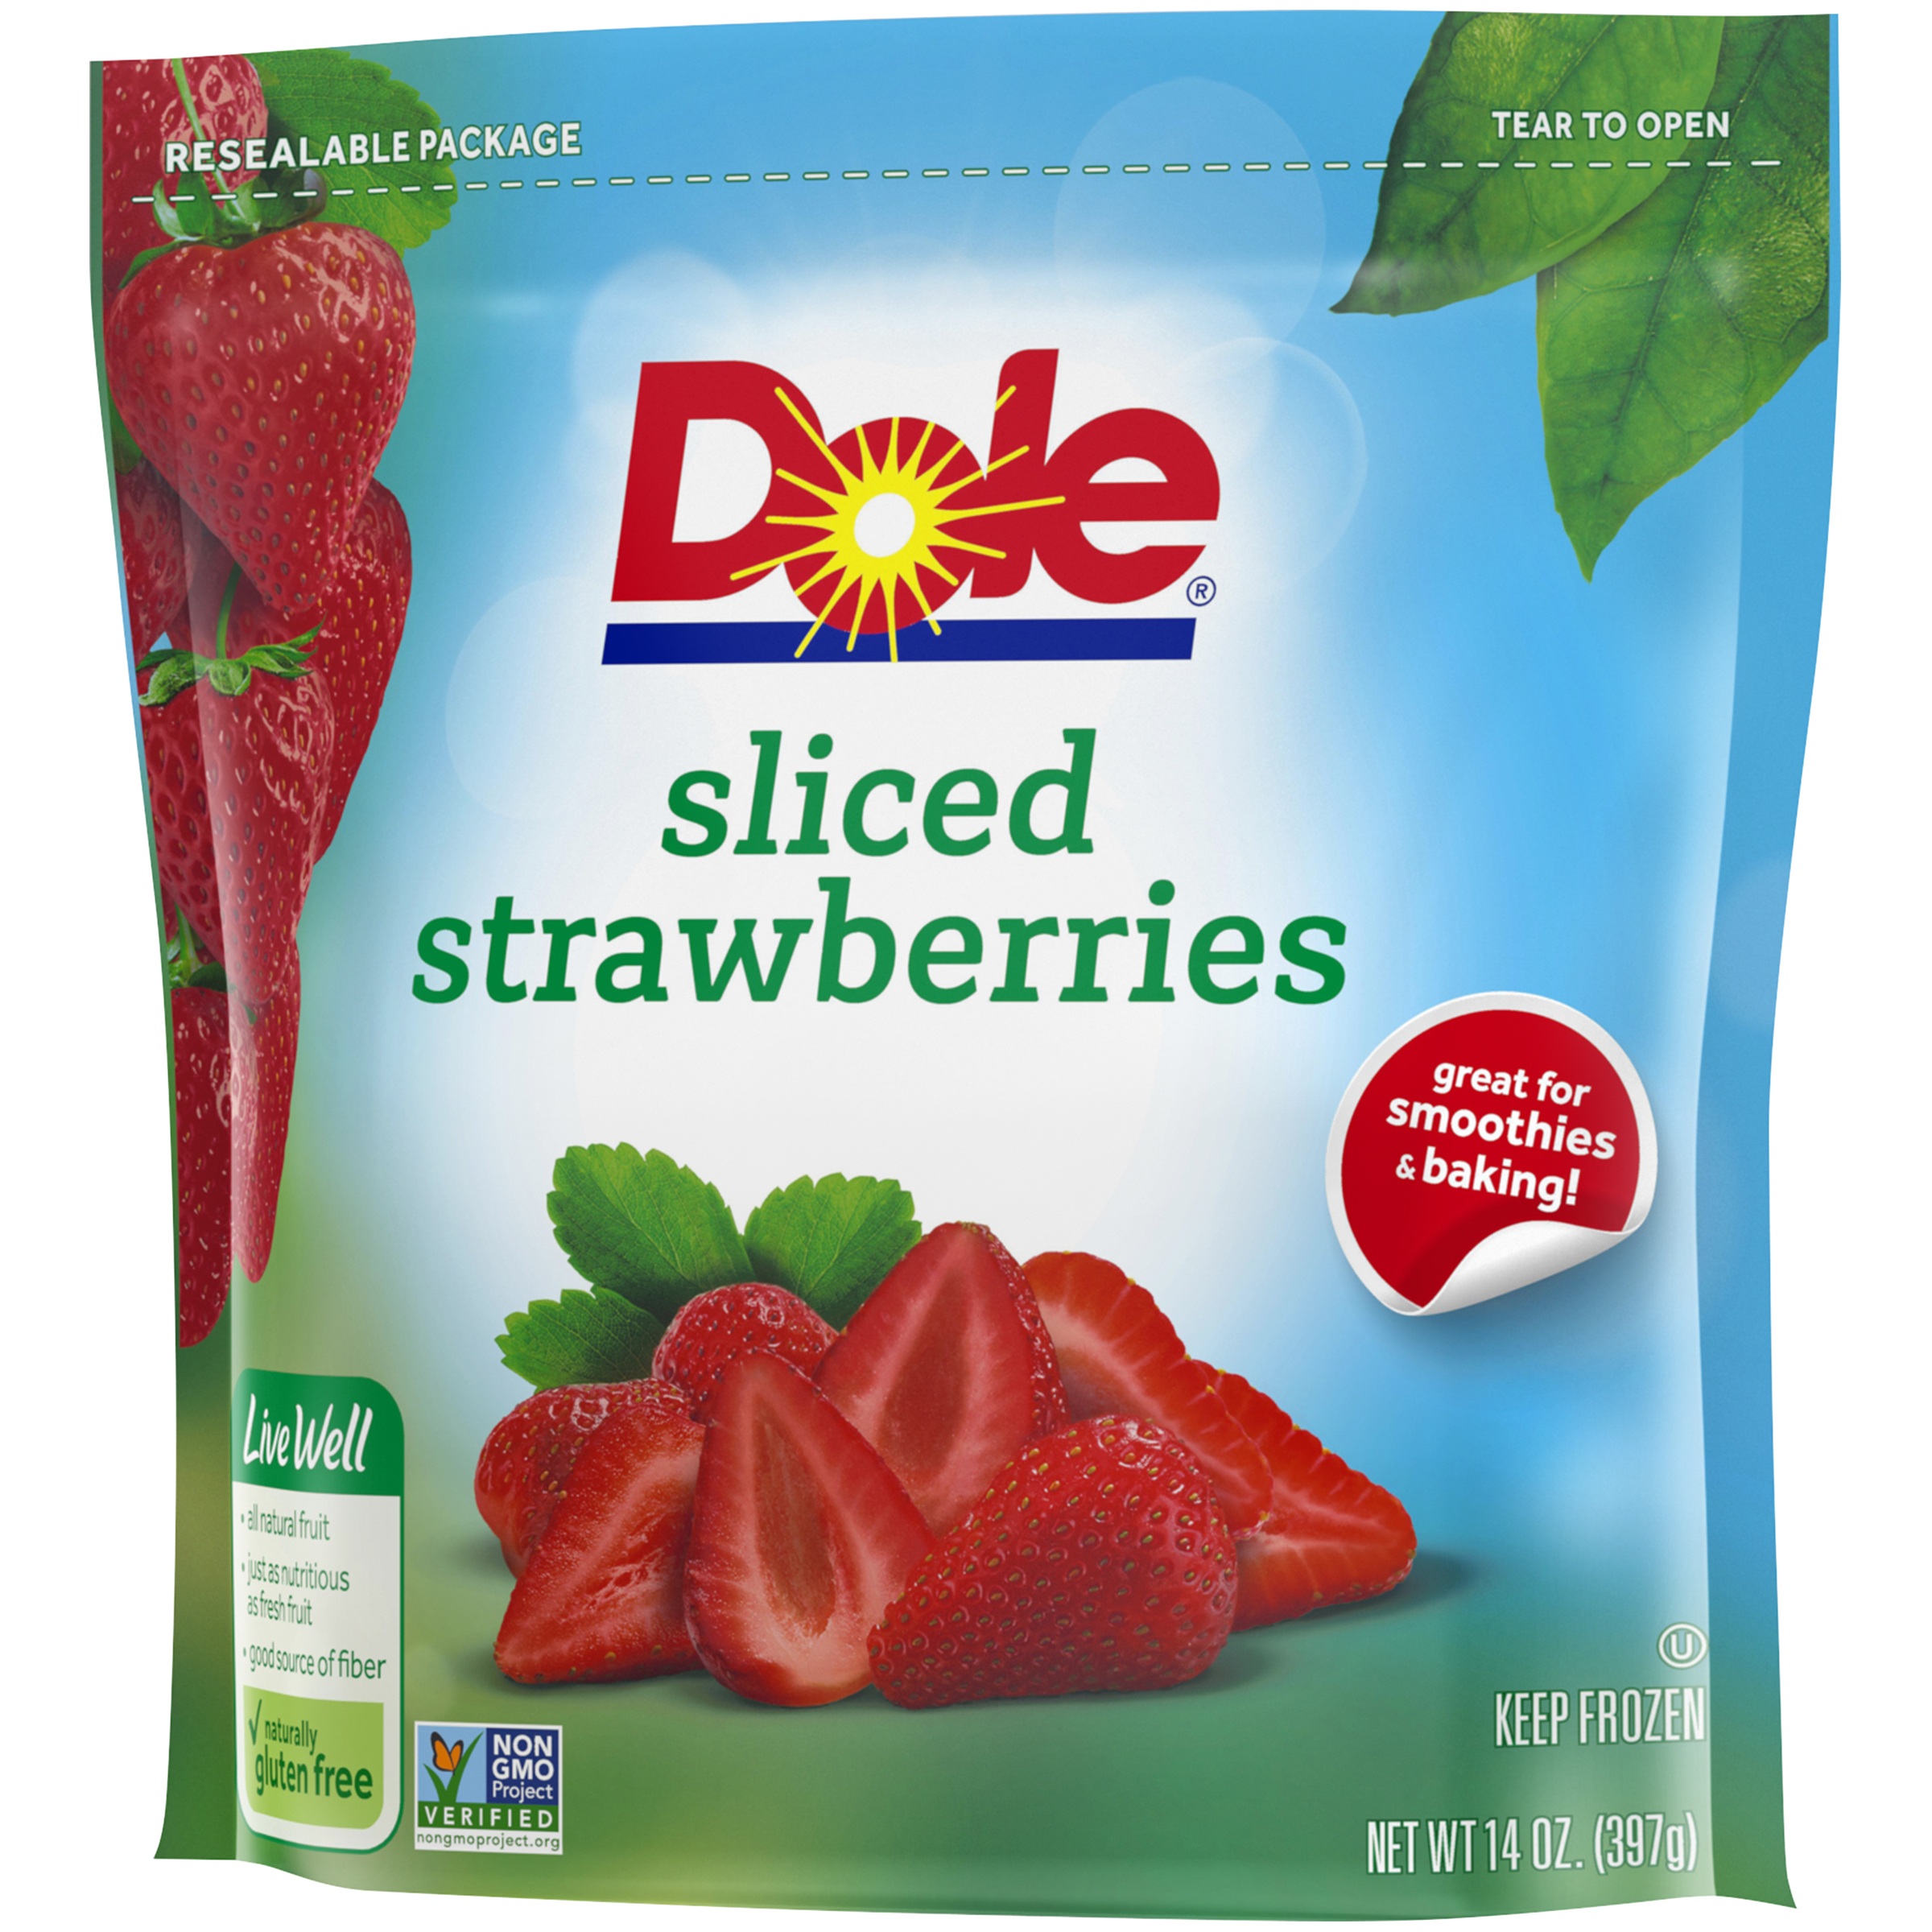 RESEALABLE PACKAGE
TEAR TO OPEN
Dole®
sliced
strawberries
great for
smoothies
& baking!
Live Well
• all natural fruit
• just as nutritious
as fresh fruit
• good source of fiber
✓ naturally
gluten free
NON
GMO
Project
VERIFIED
nongmoproject.org
U
KEEP FROZEN
NET WT 14 OZ. (397g)